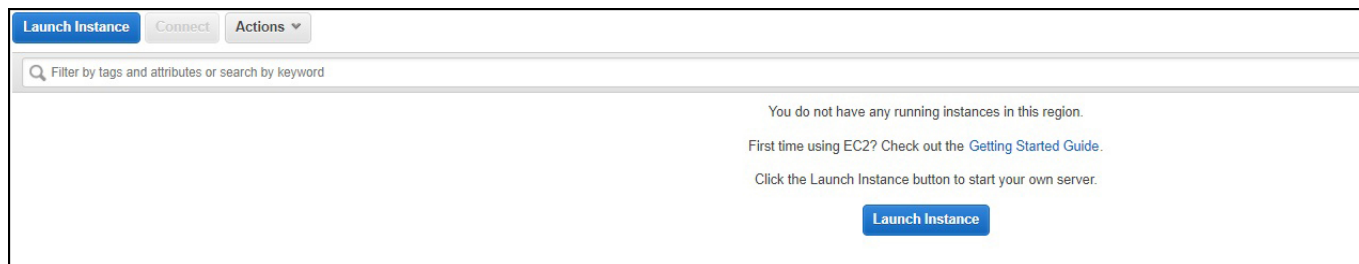 Launch Instance Connect Actions
Filter by tags and attributes or search by keyword
You do not have any running instances in this region.
First time using EC2? Check out the Getting Started Guide.
Click the Launch Instance button to start your own server.
Launch Instance